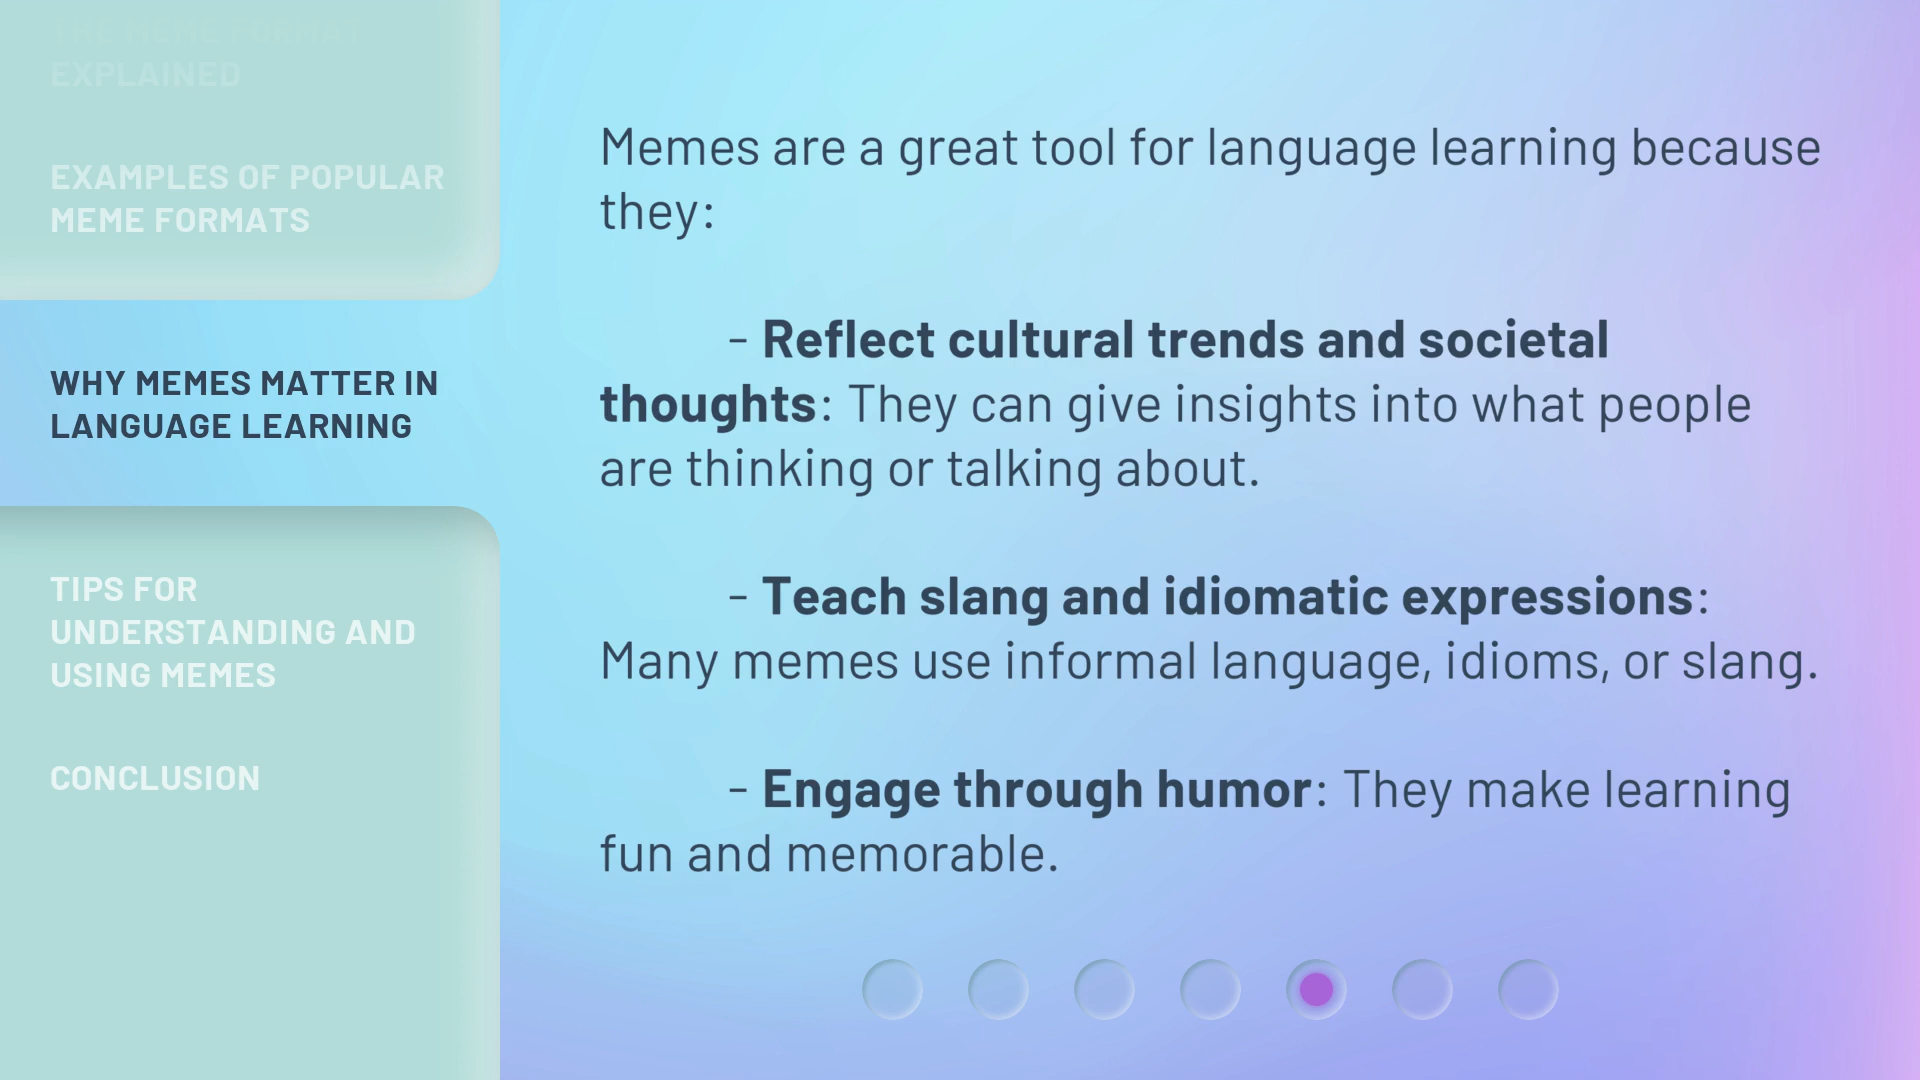 THE MEME FORMAT
EXPLAINED
EXAMPLES OF POPULAR
MEME FORMATS
WHY MEMES MATTER IN
LANGUAGE LEARNING
TIPS FOR
UNDERSTANDING AND
USING MEMES
CONCLUSION
Memes are a great tool for language learning because
they:
- Reflect cultural trends and societal
thoughts: They can give insights into what people
are thinking or talking about.
- Teach slang and idiomatic expressions:
Many memes use informal language, idioms, or slang.
- Engage through humor: They make learning
fun and memorable.